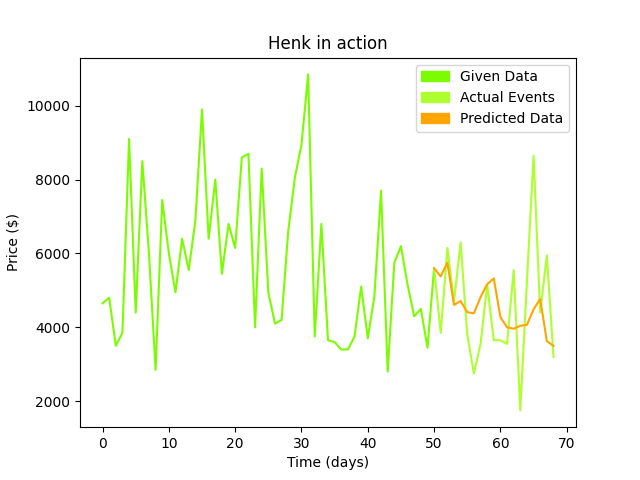 Henk in action
Given Data
Actual Events
Predicted Data
Price ($)
10000
8000
6000
4000
2000
0 10 20 30 40 50 60 70
Time (days)